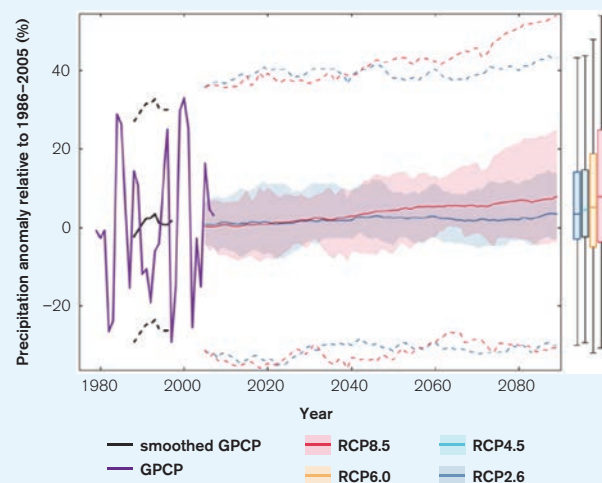 Precipitation anomaly relative to 1986–2005 (%)
40
20
0
−20
1980 2000 2020 2040 2060 2080
Year
smoothed GPCP RCP8.5 RCP4.5
GPCP RCP6.0 RCP2.6